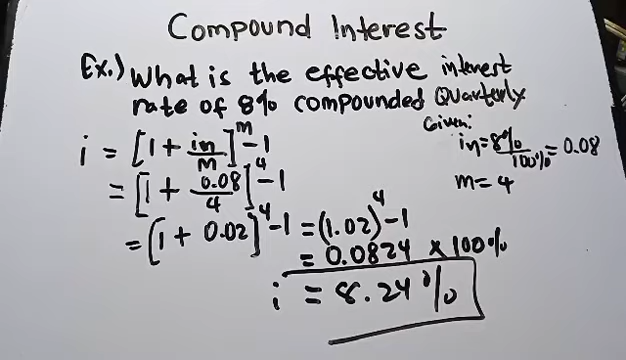 Compound Interest
Ex.) What is the effective interest
rate of 8% compounded Quarterly
Given:
in = 8%/100% = 0.08
m = 4
i = [1 + in/m]^m - 1
= [1 + 0.08/4]^4 - 1
= [1 + 0.02]^4 - 1 = (1.02)^4 - 1
= 0.0824 x 100%
i = 8.24%